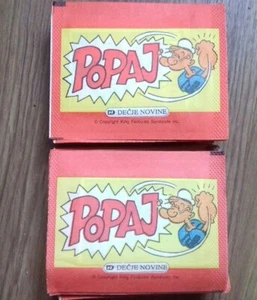 POPAJ
DEČJE NOVINE
© Copyright King Features Syndicate, Inc.
POPAJ
DEČJE NOVINE
© Copyright King Features Syndicate, Inc.